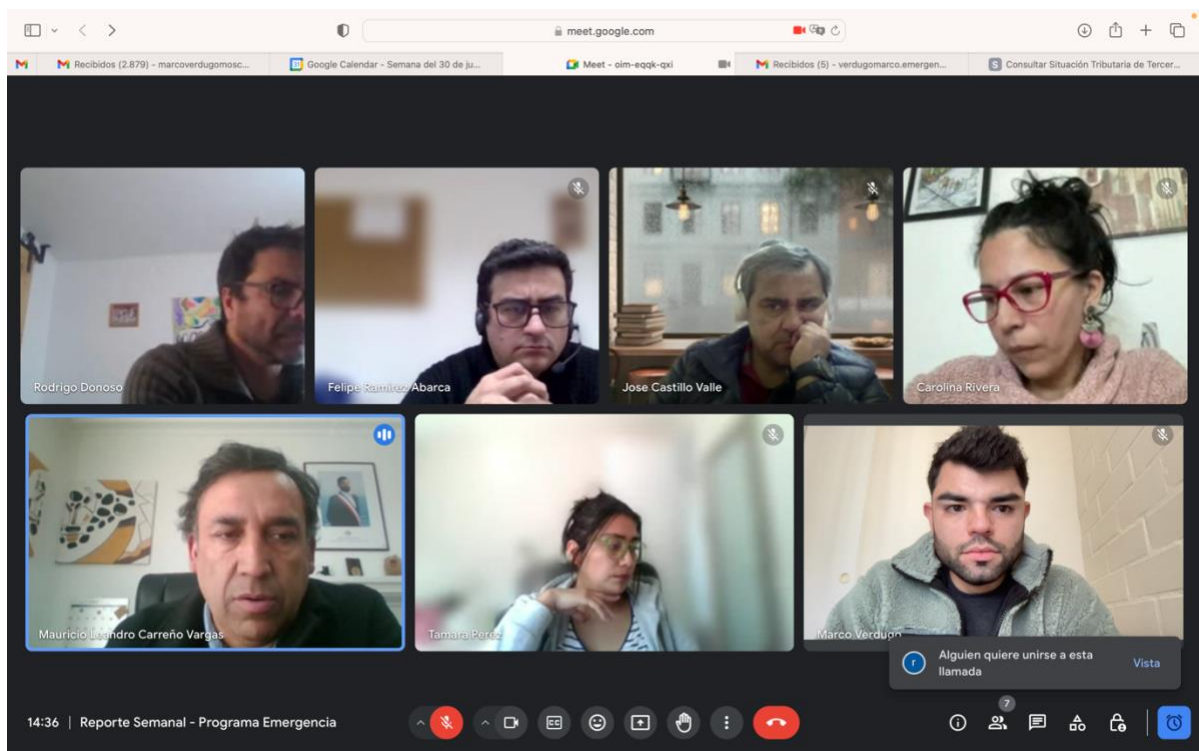 meet.google.com
Recibidos (2.879) - marcoverdugomosc...
Google Calendar - Semana del 30 de ju...
Meet - oim-eqqk-qxi
Recibidos (5) - verdugomarco.emergen...
Consultar Situación Tributaria de Tercer...
Rodrigo Donoso
Felipe Ramírez Abarca
Jose Castillo Valle
Carolina Rivera
Mauricio Leandro Carreño Vargas
Tamara Perez
Marco Verdugo
r
Alguien quiere unirse a esta
llamada
Vista
14:36 | Reporte Semanal - Programa Emergencia
CC
7